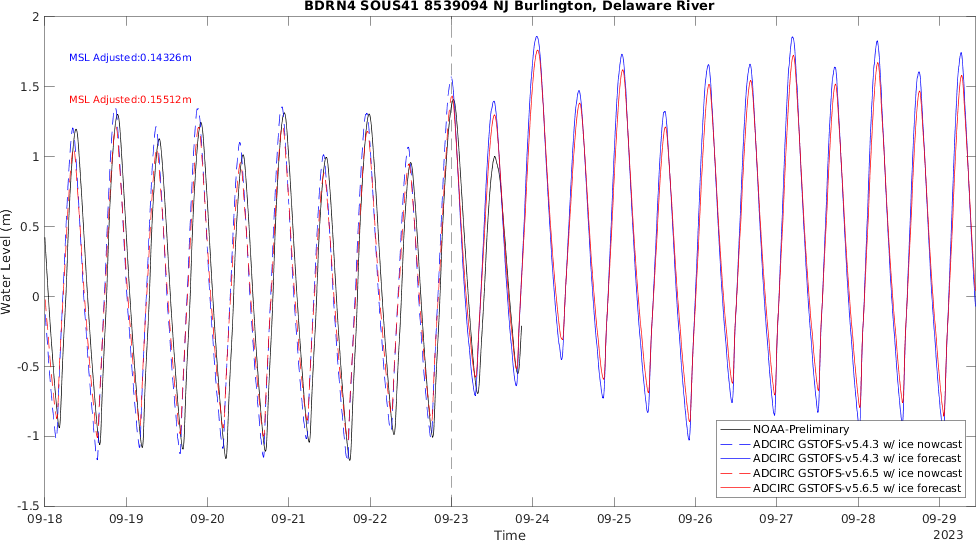 BDRN4 SOUS41 8539094 NJ Burlington, Delaware River
2
MSL Adjusted:0.14326m
1.5
MSL Adjusted:0.15512m
1
0.5
0
-0.5
-1
-1.5
Water Level (m)
NOAA-Preliminary
ADCIRC GSTOFS-v5.4.3 w/ ice nowcast
ADCIRC GSTOFS-v5.4.3 w/ ice forecast
ADCIRC GSTOFS-v5.6.5 w/ ice nowcast
ADCIRC GSTOFS-v5.6.5 w/ ice forecast
09-18 09-19 09-20 09-21 09-22 09-23 09-24 09-25 09-26 09-27 09-28 09-29
Time
2023